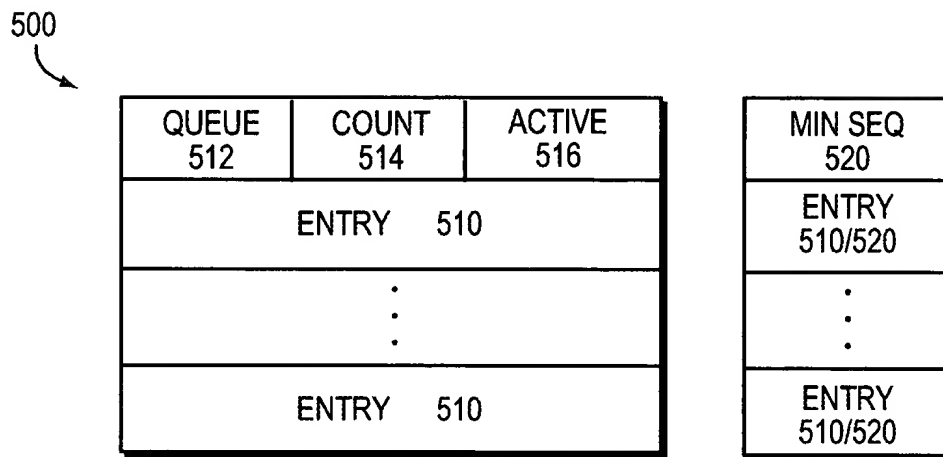 500
QUEUE COUNT ACTIVE MIN SEQ
512 514 516 520
ENTRY 510
ENTRY
510/520
ENTRY 510
ENTRY
510/520